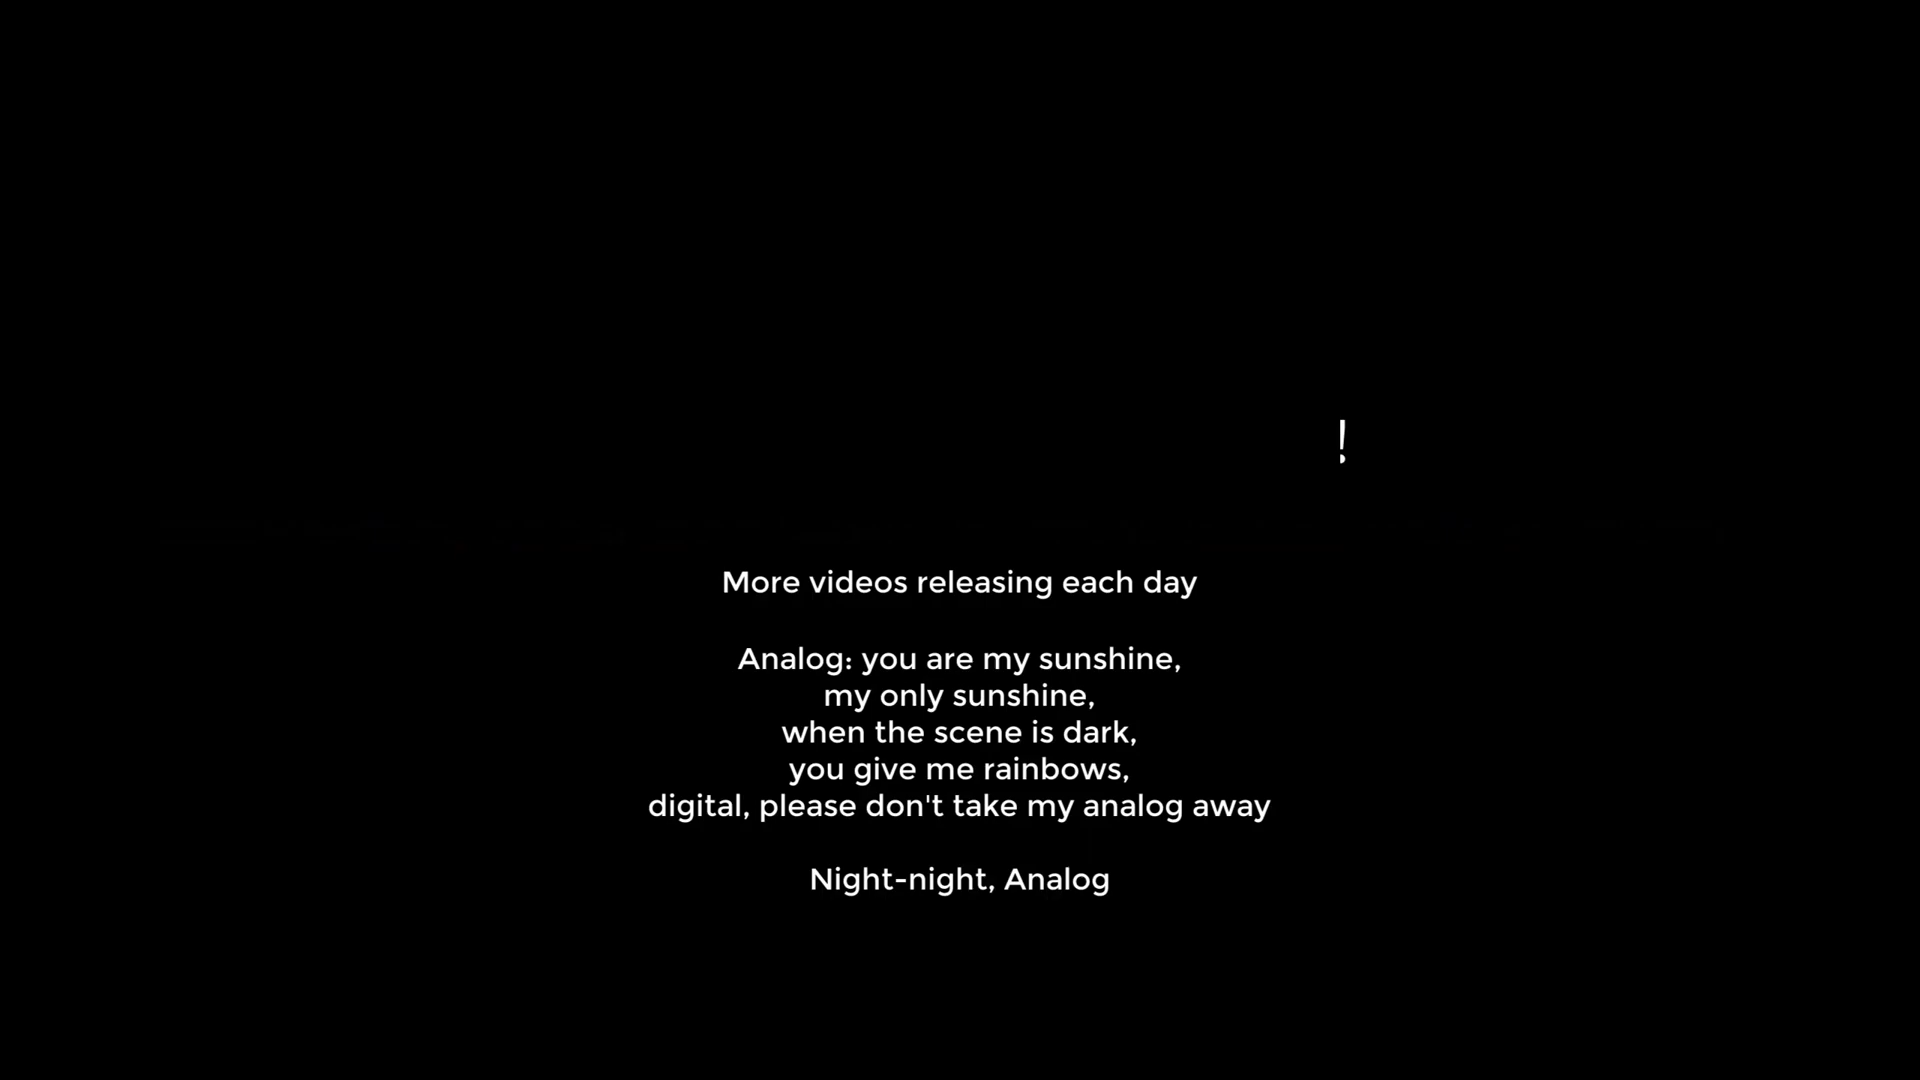 !
More videos releasing each day
Analog: you are my sunshine,
my only sunshine,
when the scene is dark,
you give me rainbows,
digital, please don't take my analog away
Night-night, Analog